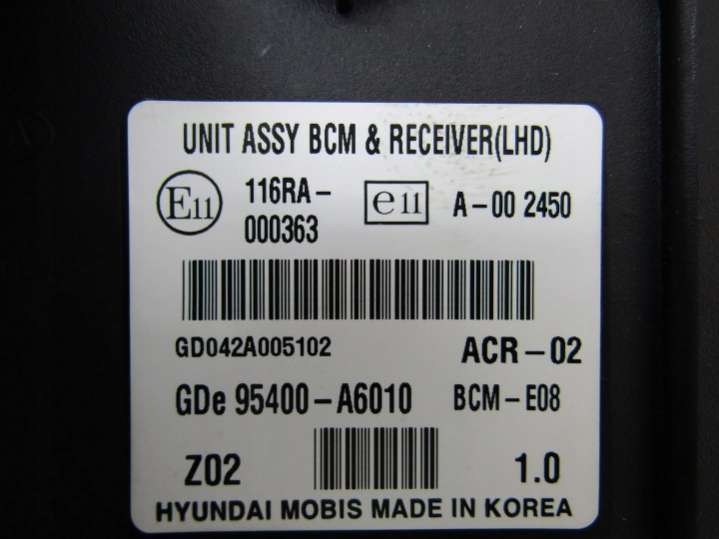 UNIT ASSY BCM & RECEIVER(LHD)
E11 116RA-000363 e11 A-00 2450
GD042A005102 ACR-02
GDe 95400-A6010 BCM-E08
Z02 1.0
HYUNDAI MOBIS MADE IN KOREA